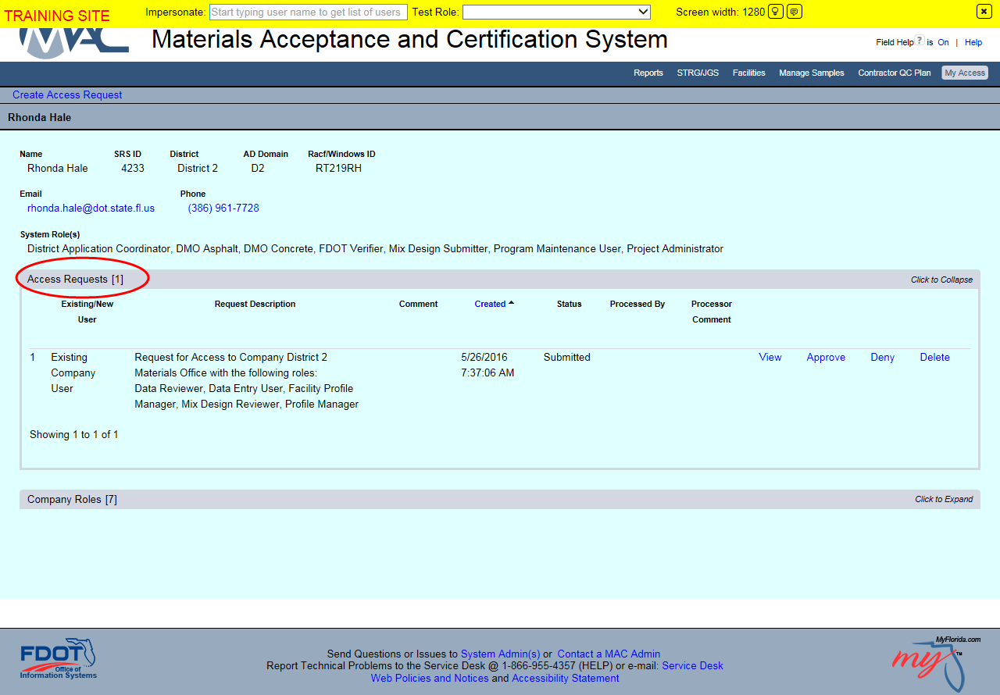 TRAINING SITE
Impersonate: Start typing user name to get list of users Test Role: Screen width: 1280
MAC
Materials Acceptance and Certification System
Field Help ? is On | Help
Reports STRG/JGS Facilities Manage Samples Contractor QC Plan My Access
Create Access Request
Rhonda Hale
Name SRS ID District AD Domain Racf/Windows ID
Rhonda Hale 4233 District 2 D2 RT219RH
Email Phone
rhonda.hale@dot.state.fl.us (386) 961-7728
System Role(s)
District Application Coordinator, DMO Asphalt, DMO Concrete, FDOT Verifier, Mix Design Submitter, Program Maintenance User, Project Administrator
Access Requests [1] Click to Collapse
Existing/New Request Description Comment Created Status Processed By Processor
User Comment
1 Existing Request for Access to Company District 2 5/26/2016 Submitted View Approve Deny Delete
Company Materials Office with the following roles: 7:37:06 AM
User Data Reviewer, Data Entry User, Facility Profile
Manager, Mix Design Reviewer, Profile Manager
Showing 1 to 1 of 1
Company Roles [7] Click to Expand
FDOT
Office of
Information Systems
Send Questions or Issues to System Admin(s) or Contact a MAC Admin
Report Technical Problems to the Service Desk @ 1-866-955-4357 (HELP) or e-mail: Service Desk
Web Policies and Notices and Accessibility Statement
MyFlorida.com
my™